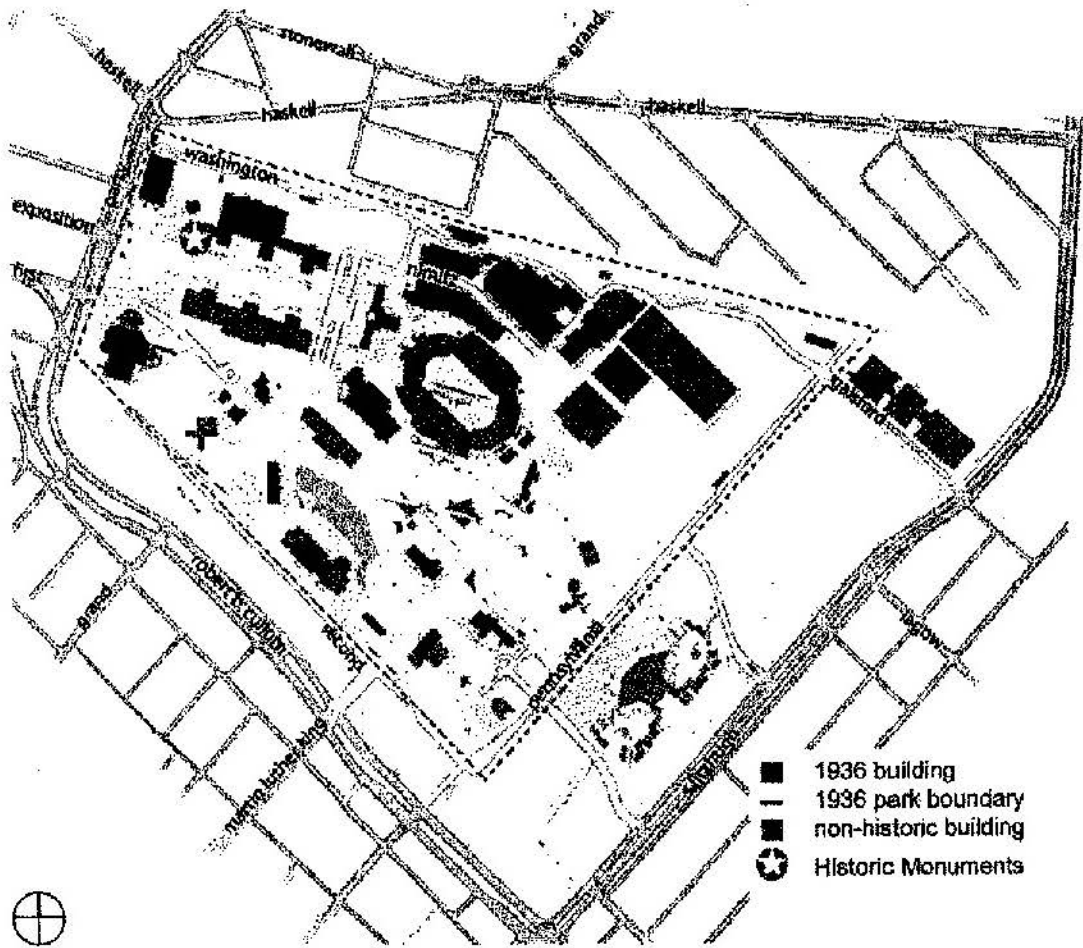 stonewall
e grand
haskell
haskell
haskell
washington
exposition
first
nimitz
robert b cullum
grand
second
pennsylvania
martin luther king
1936 building
1936 park boundary
non-historic building
Historic Monuments